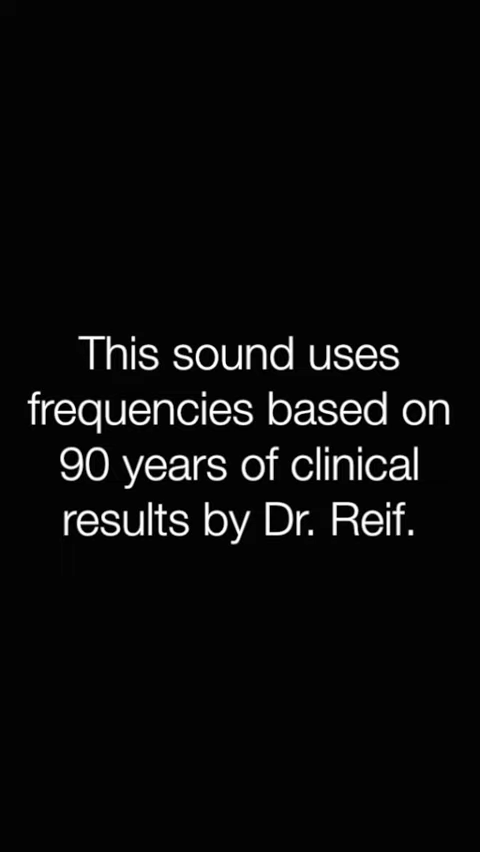 This sound uses
frequencies based on
90 years of clinical
results by Dr. Reif.